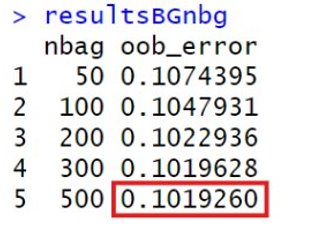 > resultsBGnbg
nbag oob_error
1 50 0.1074395
2 100 0.1047931
3 200 0.1022936
4 300 0.1019628
5 500 0.1019260